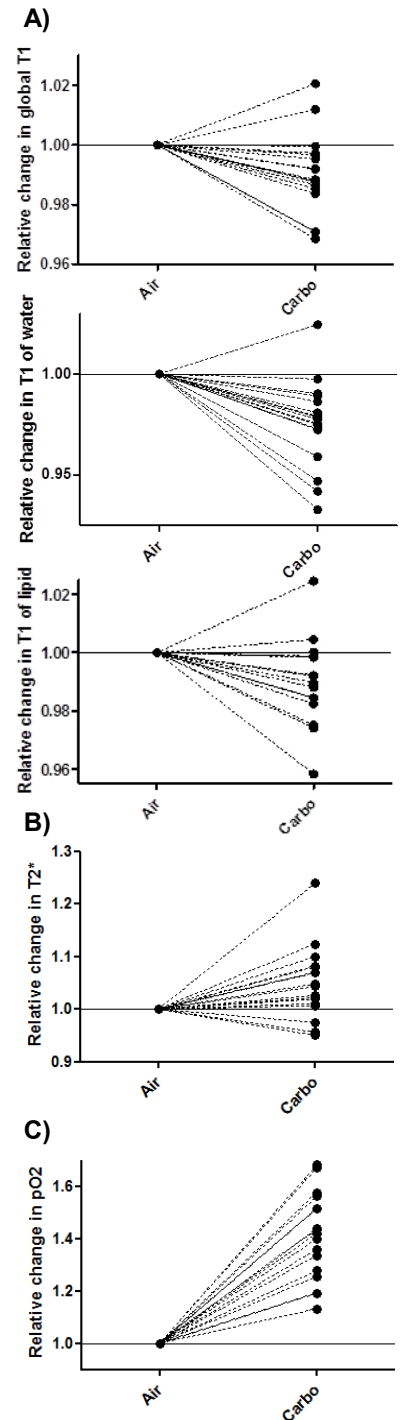 A)
Relative change in global T1
1.02
1.00
0.98
0.96
Air
Carbo
Relative change in T1 of water
1.00
0.95
Air
Carbo
Relative change in T1 of lipid
1.02
1.00
0.98
0.96
Air
Carbo
B)
Relative change in T2*
1.3
1.2
1.1
1.0
0.9
Air
Carbo
C)
Relative change in pO2
1.6
1.4
1.2
1.0
Air
Carbo